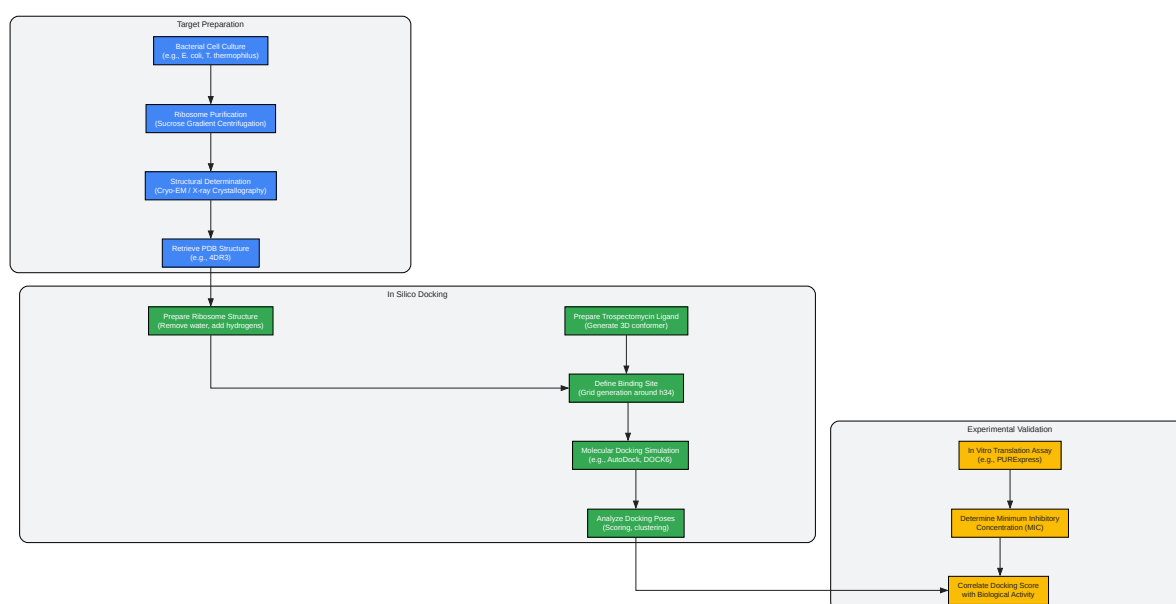 Target Preparation
Bacterial Cell Culture
(e.g., E. coli, T. thermophilus)
Ribosome Purification
(Sucrose Gradient Centrifugation)
Structural Determination
(Cryo-EM / X-ray Crystallography)
Retrieve PDB Structure
(e.g., 4DR3)
In Silico Docking
Prepare Ribosome Structure
(Remove water, add hydrogens)
Prepare Trospectomycin Ligand
(Generate 3D conformer)
Define Binding Site
(Grid generation around h34)
Molecular Docking Simulation
(e.g., AutoDock, DOCK6)
Analyze Docking Poses
(Scoring, clustering)
Experimental Validation
In Vitro Translation Assay
(e.g., PURExpress)
Determine Minimum Inhibitory
Concentration (MIC)
Correlate Docking Score
with Biological Activity